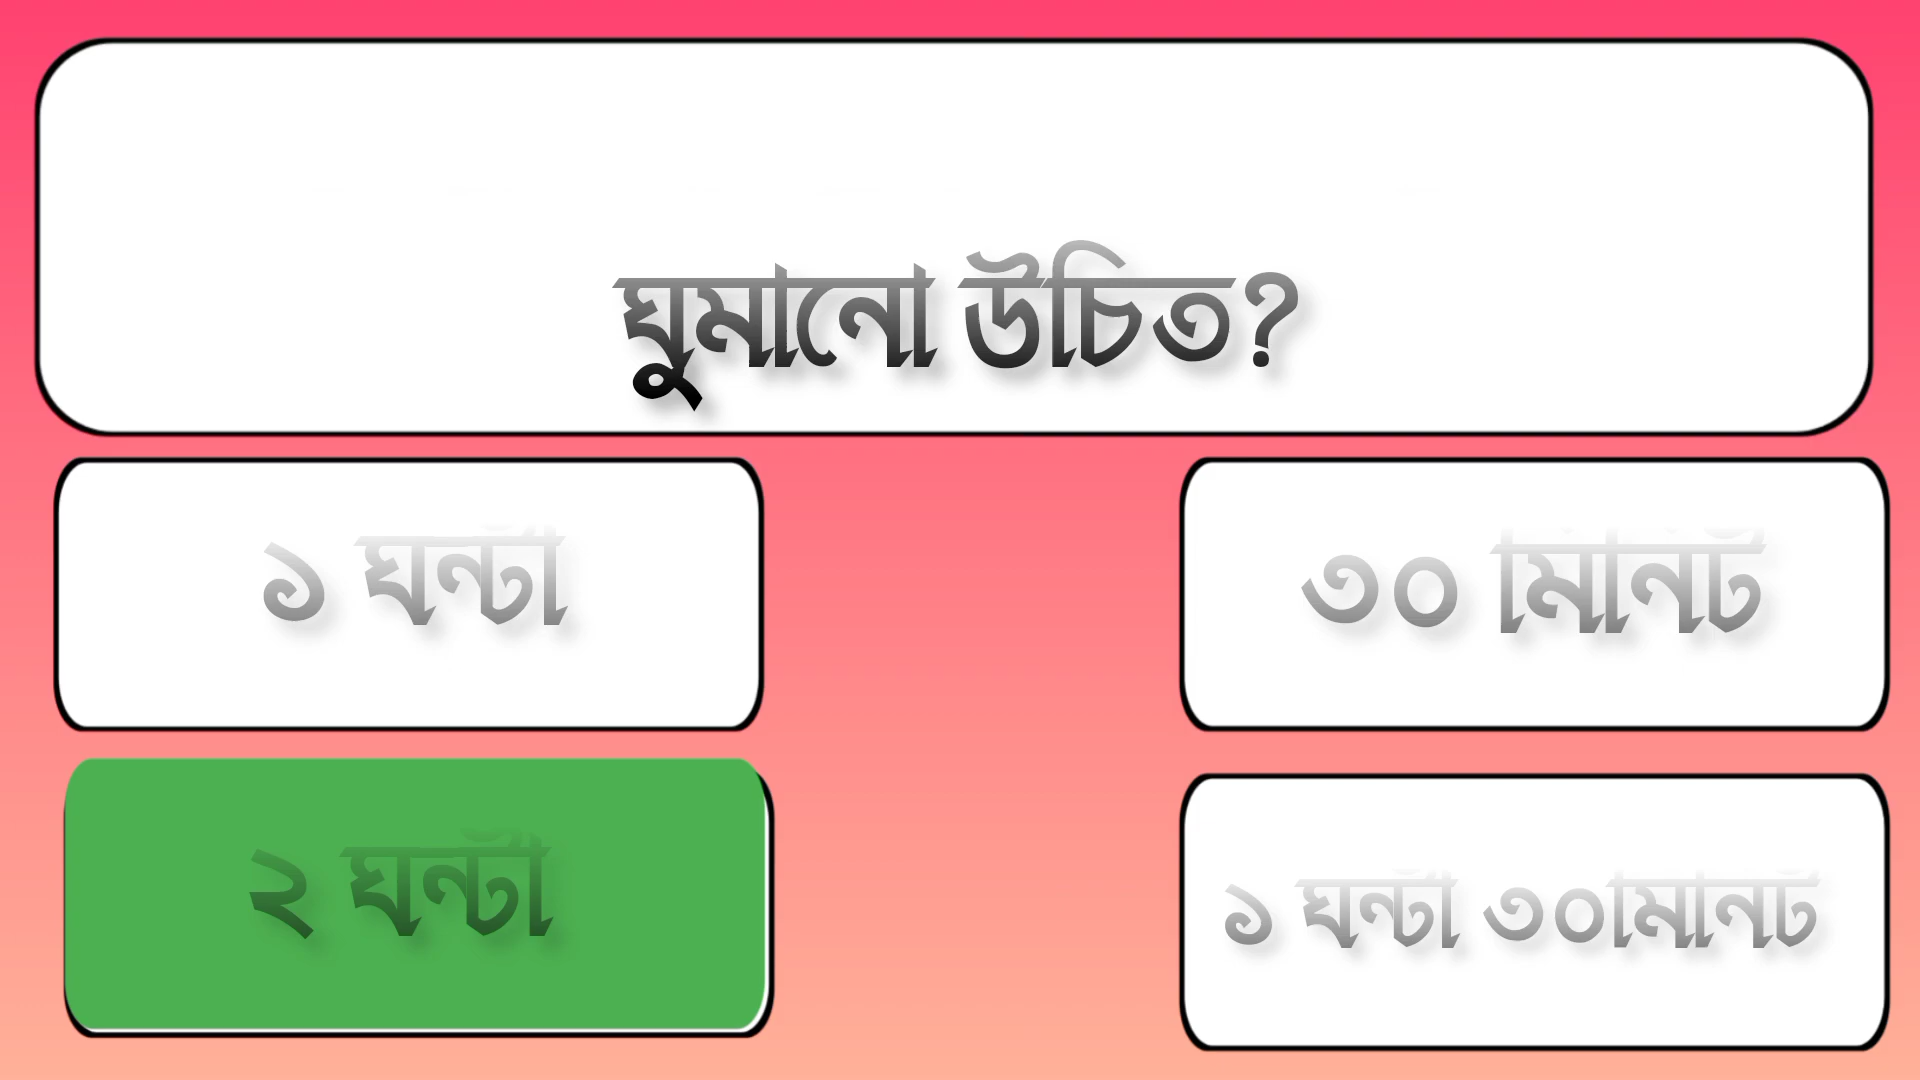 ঘুমানো উচিত?
১ ঘন্টা
৩০ মিনিট
২ ঘন্টা
১ ঘন্টা ৩০মিনিট